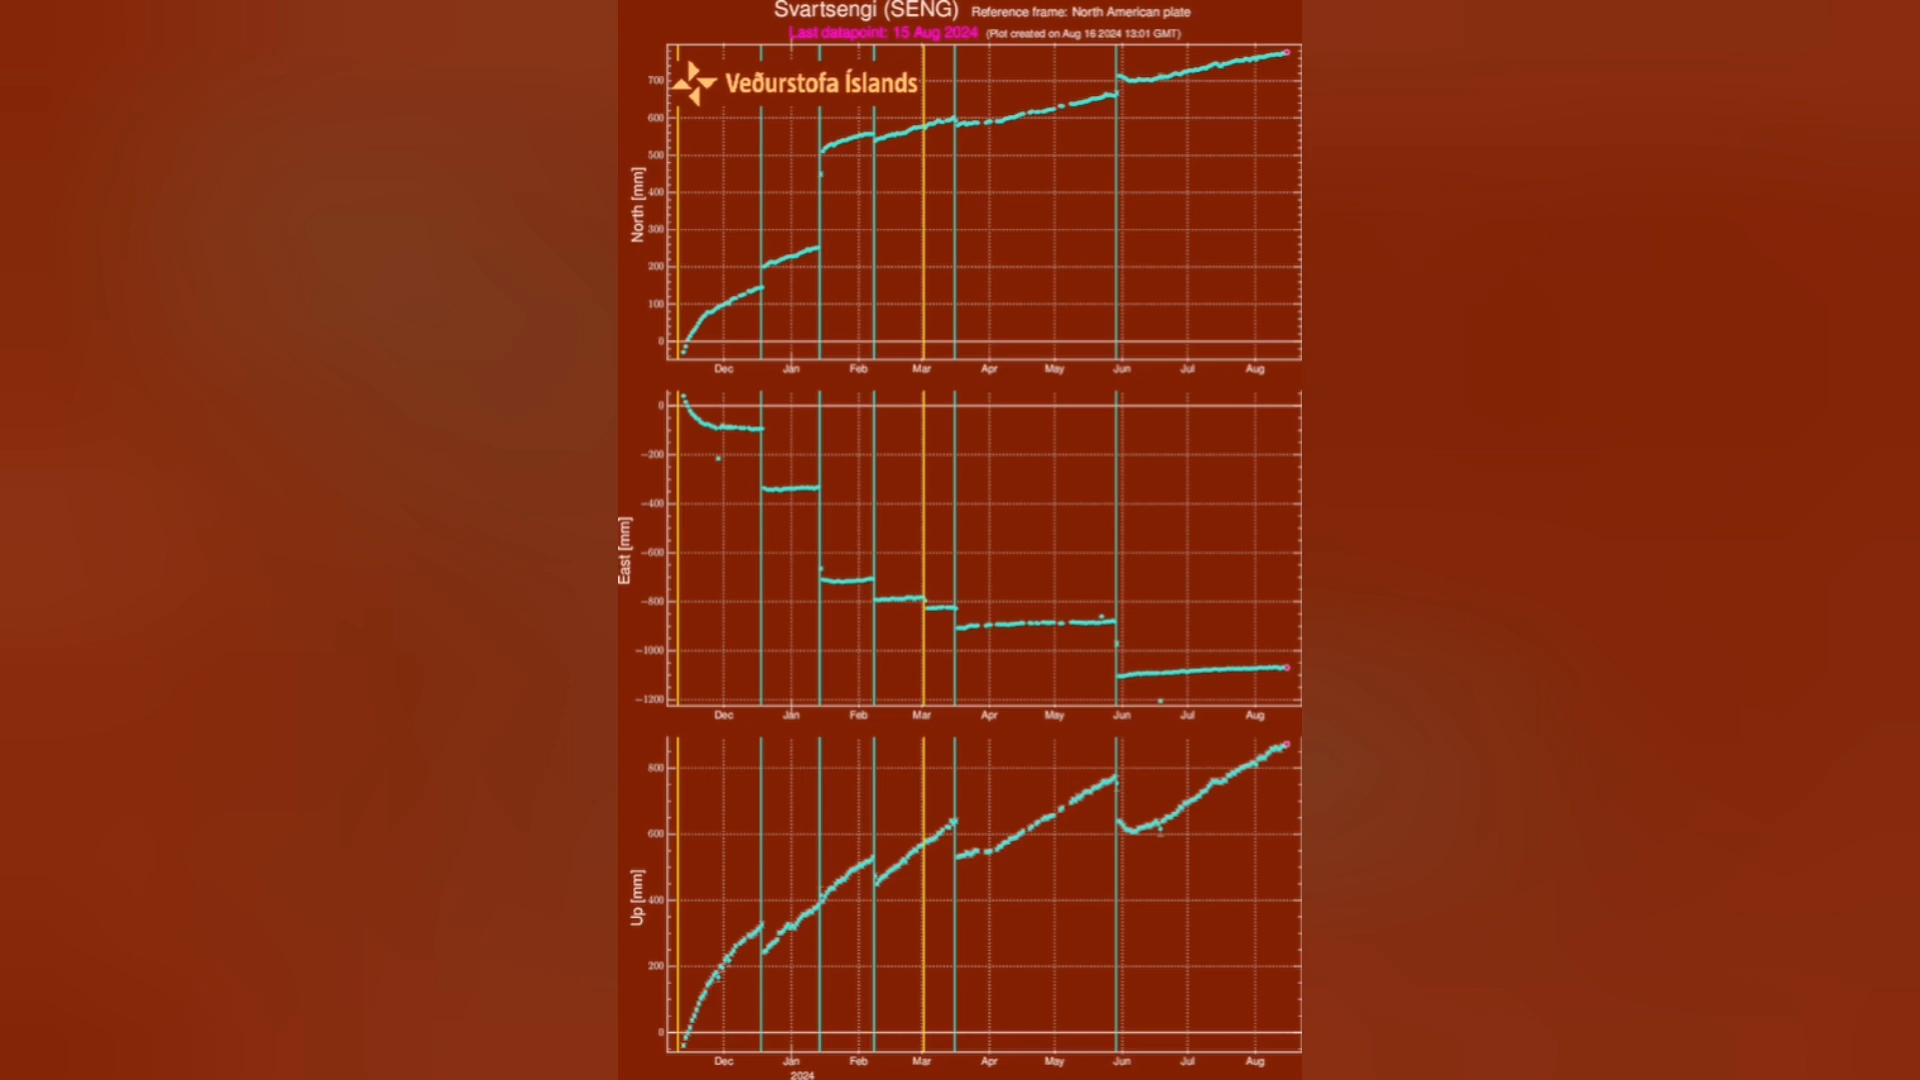 Svartsengi (SENG) Reference frame: North American plate
Last datapoint: 15 Aug 2024 (Plot created on Aug 16 2024 13:01 GMT)
Veðurstofa Íslands
North [mm]
700
600
500
400
300
200
100
0
Dec Jan Feb Mar Apr May Jun Jul Aug
East [mm]
0
−200
−400
−600
−800
−1000
−1200
Dec Jan Feb Mar Apr May Jun Jul Aug
Up [mm]
800
600
400
200
0
Dec Jan Feb Mar Apr May Jun Jul Aug
2024